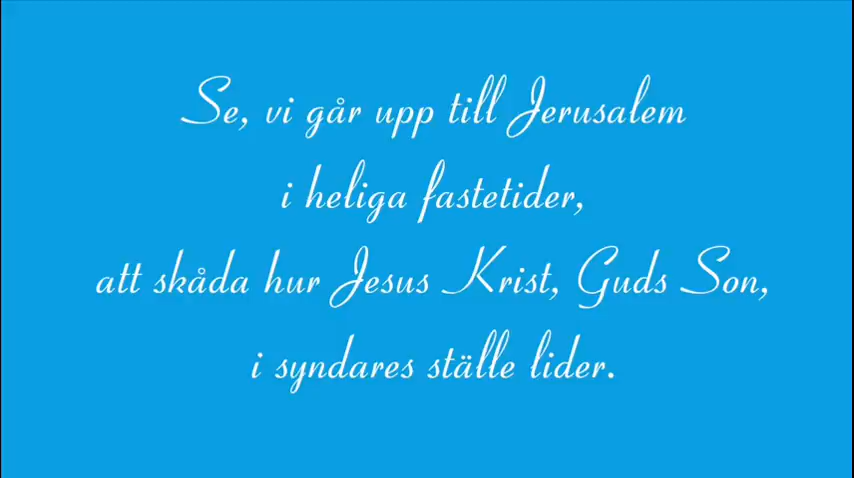 Se, vi går upp till Jerusalem
i heliga fastetider,
att skåda hur Jesus Krist, Guds Son,
i syndares ställe lider.